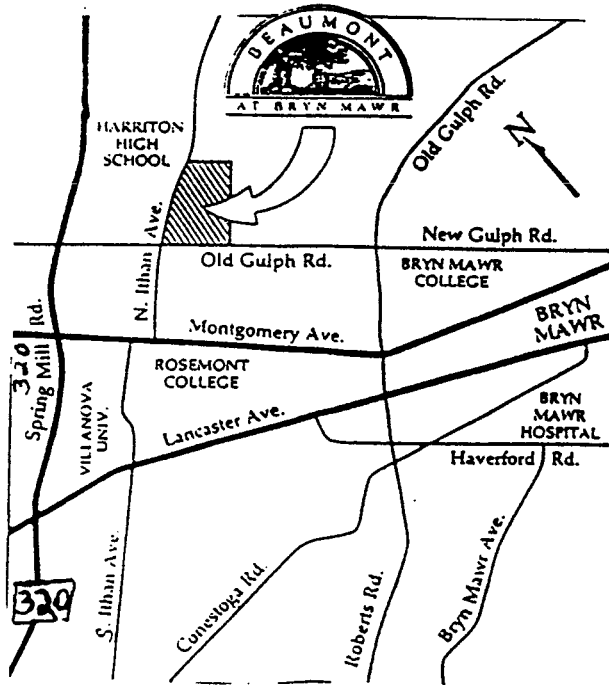 BEAUMONT
AT BRYN MAWR
HARRITON
HIGH
SCHOOL
Old Gulph Rd.
N
N. Ithan Ave.
Old Gulph Rd.
New Gulph Rd.
BRYN MAWR
COLLEGE
BRYN
MAWR
Montgomery Ave.
320
Spring Mill Rd.
ROSEMONT
COLLEGE
VILLANOVA
UNIV.
Lancaster Ave.
BRYN
MAWR
HOSPITAL
Haverford Rd.
S. Ithan Ave.
Conestoga Rd.
Roberts Rd.
Bryn Mawr Ave.
320